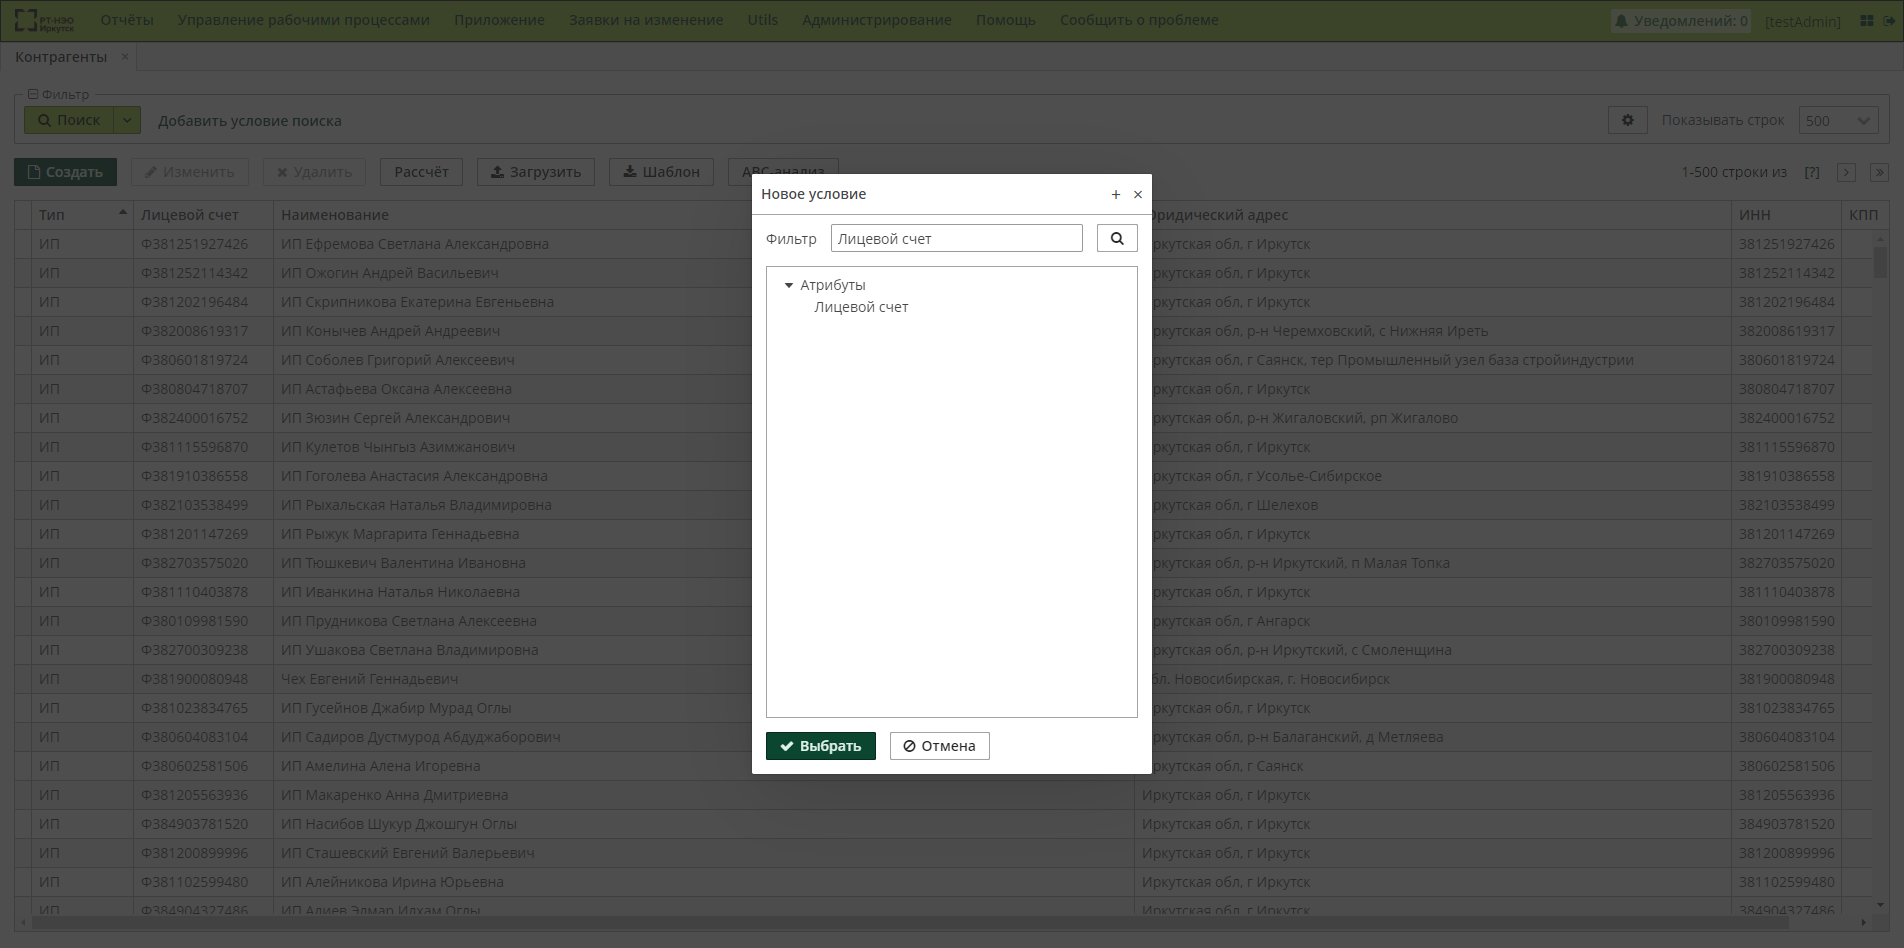 РТ-НЭО Иркутск
Отчёты Управление рабочими процессами Приложение Заявки на изменение Utils Администрирование Помощь Сообщить о проблеме Уведомлений: 0 [testAdmin]
Контрагенты ×
Фильтр
Поиск Добавить условие поиска Показывать строк 500
Создать Изменить Удалить Рассчёт Загрузить Шаблон ABC-анализ 1-500 строки из [?]
Новое условие + ×
Фильтр Лицевой счет
Атрибуты
Лицевой счет
Выбрать Отмена
Тип Лицевой счет Наименование ридический адрес ИНН КПП
ИП Ф381251927426 ИП Ефремова Светлана Александровна ркутская обл, г Иркутск 381251927426
ИП Ф381252114342 ИП Ожогин Андрей Васильевич ркутская обл, г Иркутск 381252114342
ИП Ф381202196484 ИП Скрипникова Екатерина Евгеньевна ркутская обл, г Иркутск 381202196484
ИП Ф382008619317 ИП Конычев Андрей Андреевич ркутская обл, р-н Черемховский, с Нижняя Иреть 382008619317
ИП Ф380601819724 ИП Соболев Григорий Алексеевич ркутская обл, г Саянск, тер Промышленный узел база стройиндустрии 380601819724
ИП Ф380804718707 ИП Астафьева Оксана Алексеевна ркутская обл, г Иркутск 380804718707
ИП Ф382400016752 ИП Зюзин Сергей Александрович ркутская обл, р-н Жигаловский, рп Жигалово 382400016752
ИП Ф381115596870 ИП Кулетов Чынгыз Азимжанович ркутская обл, г Иркутск 381115596870
ИП Ф381910386558 ИП Гоголева Анастасия Александровна ркутская обл, г Усолье-Сибирское 381910386558
ИП Ф382103538499 ИП Рыхальская Наталья Владимировна ркутская обл, г Шелехов 382103538499
ИП Ф381201147269 ИП Рыжук Маргарита Геннадьевна ркутская обл, г Иркутск 381201147269
ИП Ф382703575020 ИП Тюшкевич Валентина Ивановна ркутская обл, р-н Иркутский, п Малая Топка 382703575020
ИП Ф381110403878 ИП Иванкина Наталья Николаевна ркутская обл, г Иркутск 381110403878
ИП Ф380109981590 ИП Прудникова Светлана Алексеевна ркутская обл, г Ангарск 380109981590
ИП Ф382700309238 ИП Ушакова Светлана Владимировна ркутская обл, р-н Иркутский, с Смоленщина 382700309238
ИП Ф381900080948 Чех Евгений Геннадьевич бл. Новосибирская, г. Новосибирск 381900080948
ИП Ф381023834765 ИП Гусейнов Джабир Мурад Оглы ркутская обл, г Иркутск 381023834765
ИП Ф380604083104 ИП Садиров Дустмурод Абдуджаборович ркутская обл, р-н Балаганский, д Метляева 380604083104
ИП Ф380602581506 ИП Амелина Алена Игоревна ркутская обл, г Саянск 380602581506
ИП Ф381205563936 ИП Макаренко Анна Дмитриевна Иркутская обл, г Иркутск 381205563936
ИП Ф384903781520 ИП Насибов Шукур Джошгун Оглы Иркутская обл, г Иркутск 384903781520
ИП Ф381200899996 ИП Сташевский Евгений Валерьевич Иркутская обл, г Иркутск 381200899996
ИП Ф381102599480 ИП Алейникова Ирина Юрьевна Иркутская обл, г Иркутск 381102599480
ИП Ф384904327486 ИП Алиев Элмар Илхам Оглы Иркутская обл, г Иркутск 384904327486